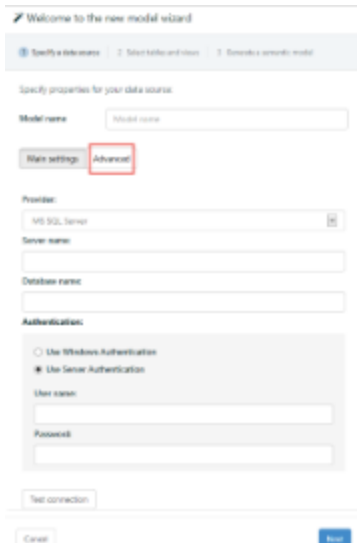 Welcome to the new model wizard
1 Specify a data source 2 Select tables and views 3 Generate a semantic model
Specify properties for your data source:
Model name Model name
Main settings Advanced
Provider:
MS SQL Server
Server name:
Database name:
Authentication:
Use Windows Authentication
Use Server Authentication
User name:
Password:
Test connection
Cancel Next